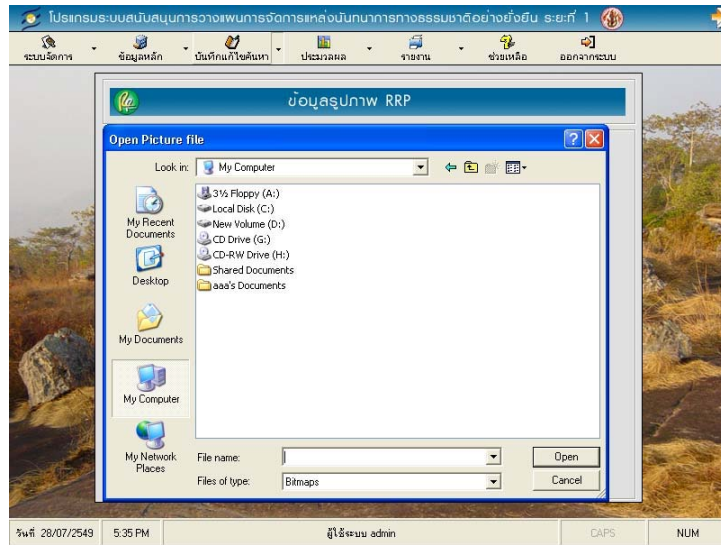 โปรแกรมระบบสนับสนุนการวางแผนการจัดการแหล่งนันทนาการทางธรรมชาติอย่างยั่งยืน ระยะที่ 1
ระบบจัดการ ข้อมูลหลัก บันทึกแก้ไขค้นหา ประมวลผล รายงาน ช่วยเหลือ ออกจากระบบ
ข้อมูลรูปภาพ RRP
Open Picture file
Look in: My Computer
3½ Floppy (A:)
Local Disk (C:)
New Volume (D:)
CD Drive (G:)
CD-RW Drive (H:)
Shared Documents
aaa's Documents
My Recent
Documents
Desktop
My Documents
My Computer
My Network
Places
File name: Open
Files of type: Bitmaps Cancel
วันที่ 28/07/2549 5:35 PM ผู้ใช้ระบบ admin CAPS NUM